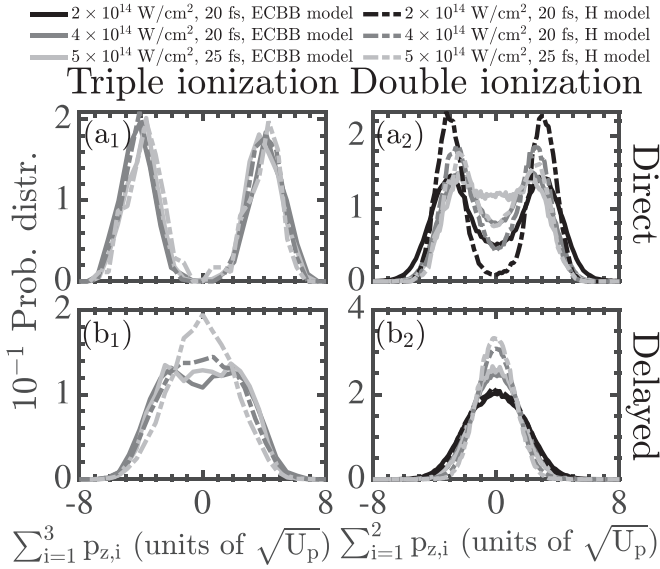 2 × 10¹⁴ W/cm², 20 fs, ECBB model
4 × 10¹⁴ W/cm², 20 fs, ECBB model
5 × 10¹⁴ W/cm², 25 fs, ECBB model
2 × 10¹⁴ W/cm², 20 fs, H model
4 × 10¹⁴ W/cm², 20 fs, H model
5 × 10¹⁴ W/cm², 25 fs, H model
Triple ionization Double ionization
10⁻¹ Prob. distr.
(a₁)
2
1
0
(a₂)
2
1
0
Direct
(b₁)
2
1
0
(b₂)
4
2
0
Delayed
-8 0 8
-8 0 8
∑³ᵢ₌₁ p_z,i (units of √U_p)
∑²ᵢ₌₁ p_z,i (units of √U_p)